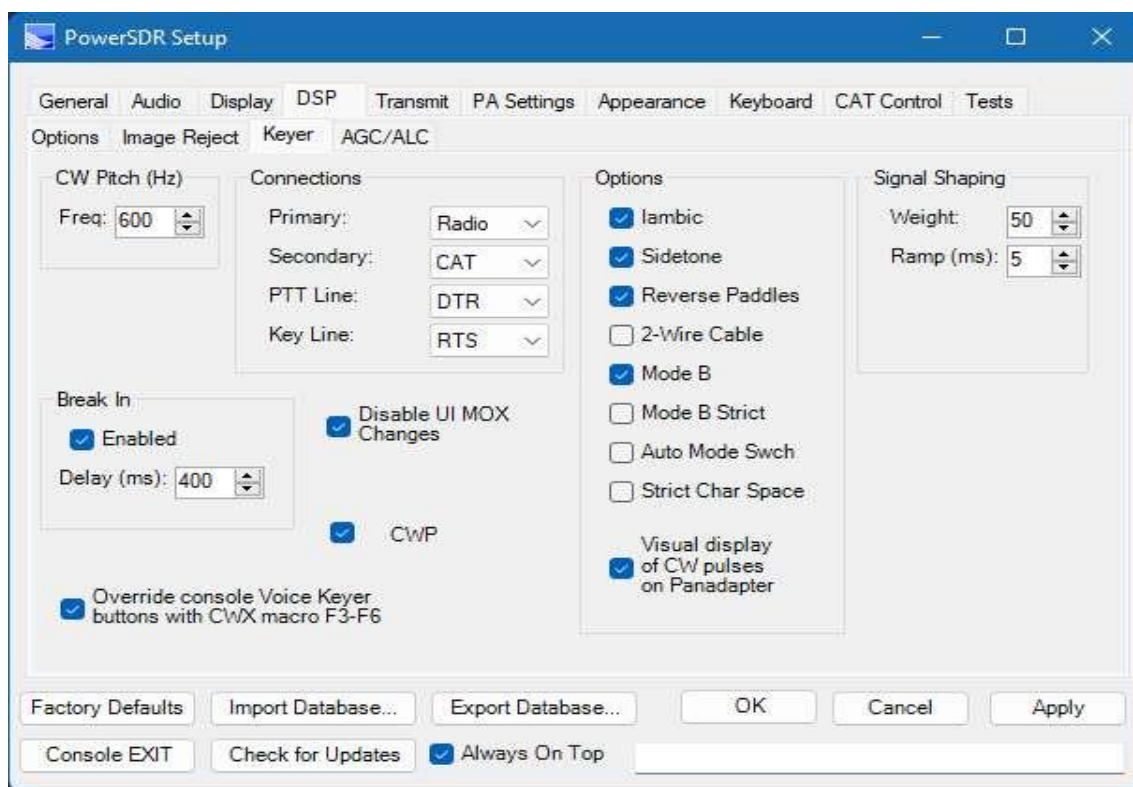 PowerSDR Setup
General Audio Display DSP Transmit PA Settings Appearance Keyboard CAT Control Tests
Options Image Reject Keyer AGC/ALC
CW Pitch (Hz)
Freq: 600
Connections
Primary: Radio
Secondary: CAT
PTT Line: DTR
Key Line: RTS
Options
Iambic
Sidetone
Reverse Paddles
2-Wire Cable
Mode B
Mode B Strict
Auto Mode Swch
Strict Char Space
Visual display
of CW pulses
on Panadapter
Signal Shaping
Weight: 50
Ramp (ms): 5
Break In
Enabled
Delay (ms): 400
Disable UI MOX
Changes
CWP
Override console Voice Keyer
buttons with CWX macro F3-F6
Factory Defaults Import Database... Export Database... OK Cancel Apply
Console EXIT Check for Updates Always On Top